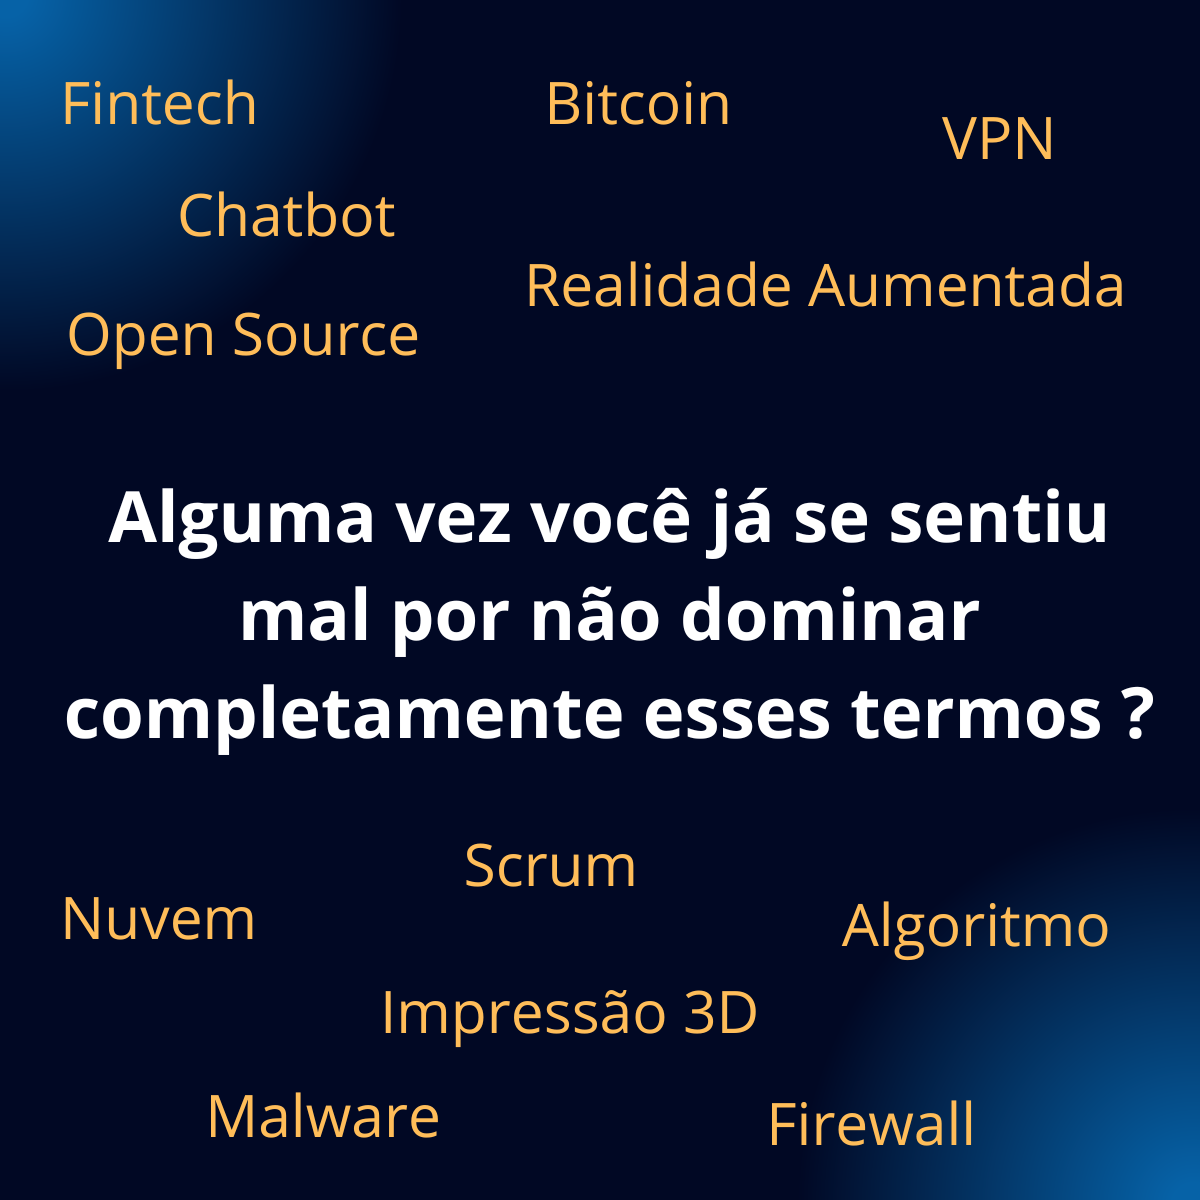 Fintech
Bitcoin
VPN
Chatbot
Realidade Aumentada
Open Source
Alguma vez você já se sentiu
mal por não dominar
completamente esses termos ?
Scrum
Nuvem
Algoritmo
Impressão 3D
Malware
Firewall